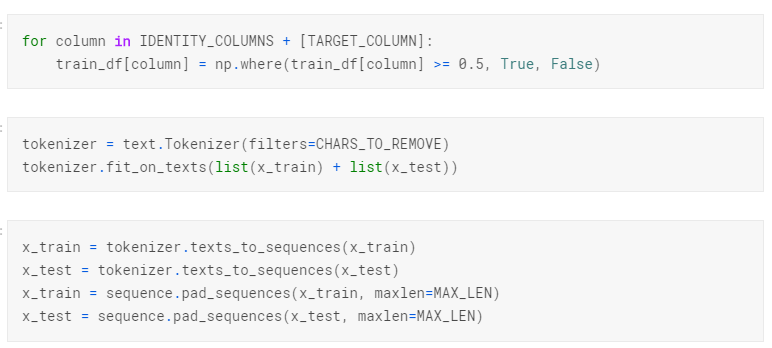 for column in IDENTITY_COLUMNS + [TARGET_COLUMN]:
    train_df[column] = np.where(train_df[column] >= 0.5, True, False)
tokenizer = text.Tokenizer(filters=CHARS_TO_REMOVE)
tokenizer.fit_on_texts(list(x_train) + list(x_test))
x_train = tokenizer.texts_to_sequences(x_train)
x_test = tokenizer.texts_to_sequences(x_test)
x_train = sequence.pad_sequences(x_train, maxlen=MAX_LEN)
x_test = sequence.pad_sequences(x_test, maxlen=MAX_LEN)